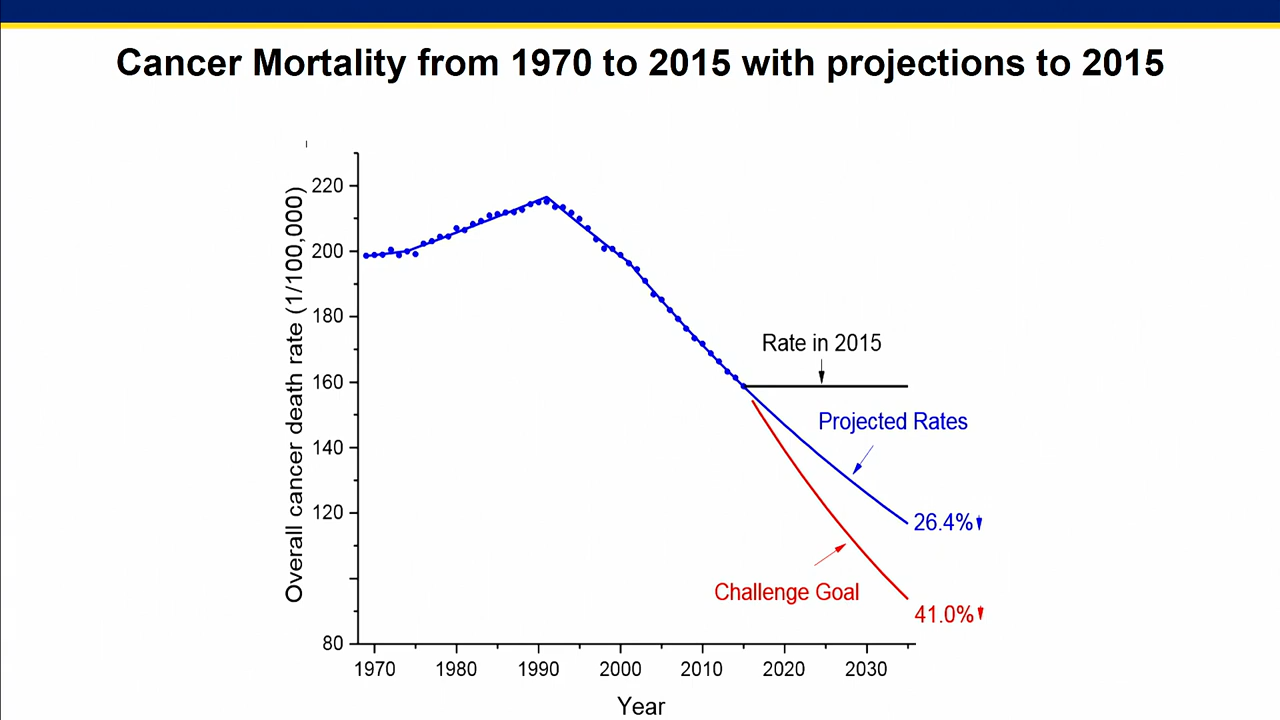 Cancer Mortality from 1970 to 2015 with projections to 2015
Overall cancer death rate (1/100,000)
220
200
180
160
140
120
80
Rate in 2015
Projected Rates
26.4%
Challenge Goal
41.0%
1970 1980 1990 2000 2010 2020 2030
Year